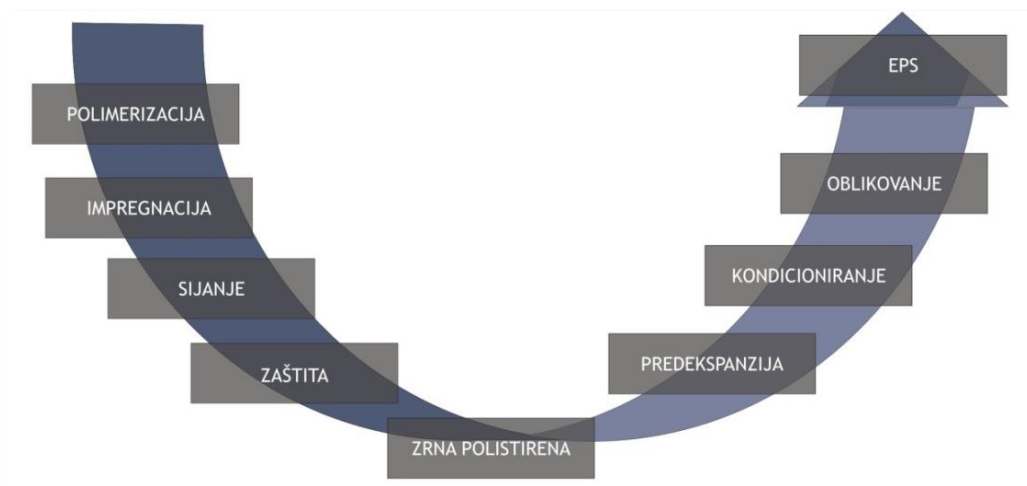 POLIMERIZACIJA
IMPREGNACIJA
SIJANJE
ZAŠTITA
ZRNA POLISTIRENA
PREDEKSPANZIJA
KONDICIONIRANJE
OBLIKOVANJE
EPS